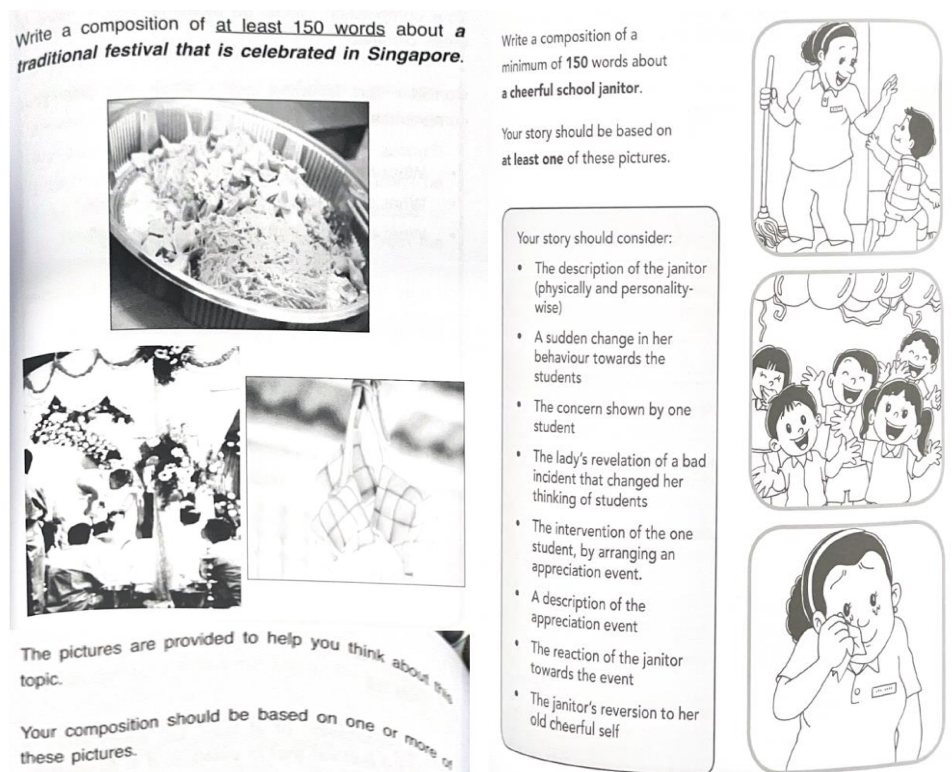 Write a composition of at least 150 words about a
traditional festival that is celebrated in Singapore.
The pictures are provided to help you think about this
topic.
Your composition should be based on one or more of
these pictures.
Write a composition of a
minimum of 150 words about
a cheerful school janitor.
Your story should be based on
at least one of these pictures.
Your story should consider:
• The description of the janitor
(physically and personality-
wise)
• A sudden change in her
behaviour towards the
students
• The concern shown by one
student
• The lady's revelation of a bad
incident that changed her
thinking of students
• The intervention of the one
student, by arranging an
appreciation event.
• A description of the
appreciation event
• The reaction of the janitor
towards the event
• The janitor's reversion to her
old cheerful self